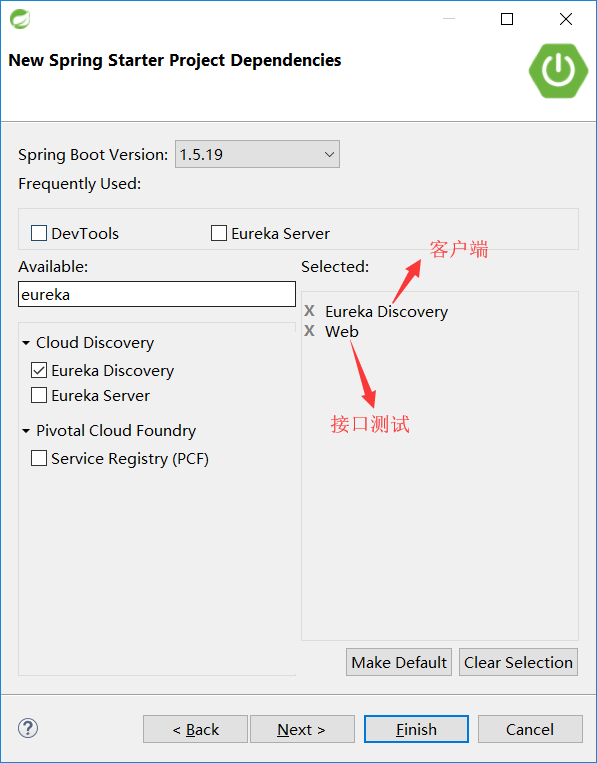 New Spring Starter Project Dependencies
Spring Boot Version: 1.5.19
Frequently Used:
DevTools
Eureka Server
客户端
Available:
Selected:
eureka
X Eureka Discovery
X Web
Cloud Discovery
Eureka Discovery
Eureka Server
接口测试
Pivotal Cloud Foundry
Service Registry (PCF)
Make Default
Clear Selection
?
< Back
Next >
Finish
Cancel